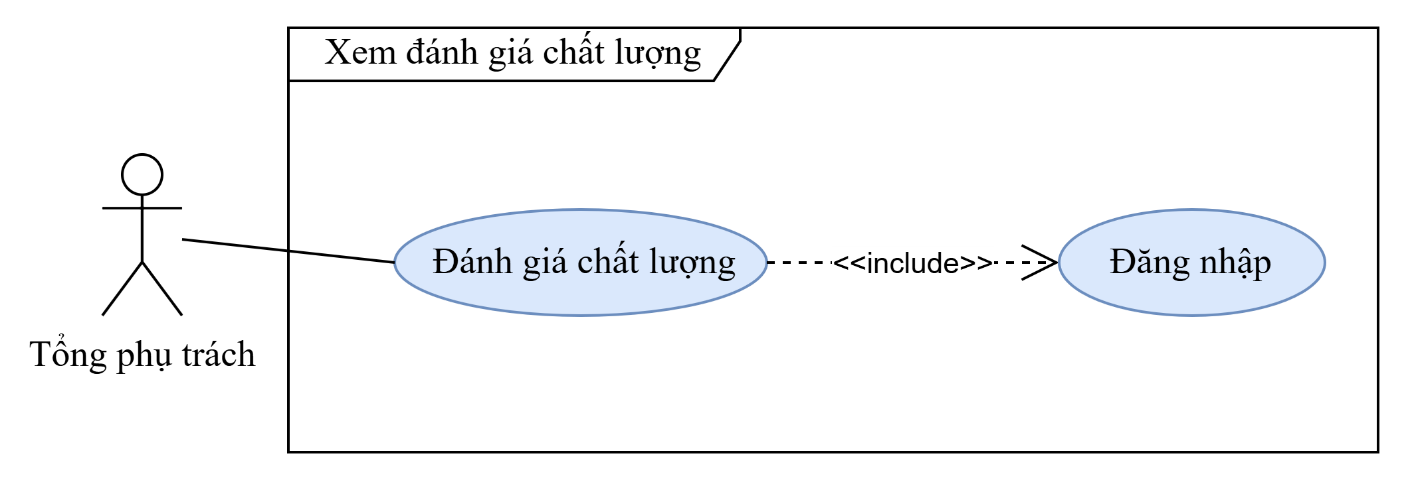 Xem đánh giá chất lượng
Đánh giá chất lượng
<<include>>
Đăng nhập
Tổng phụ trách